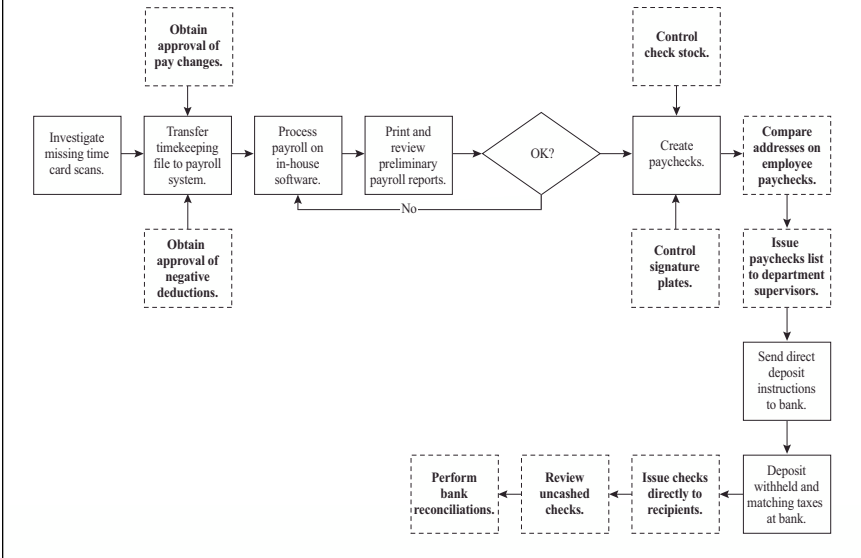 Obtain
approval of
pay changes.
Control
check stock.
Investigate
missing time
card scans.
Transfer
timekeeping
file to payroll
system.
Process
payroll on
in-house
software.
Print and
review
preliminary
payroll reports.
OK?
Create
paychecks.
Compare
addresses on
employee
paychecks.
No
Obtain
approval of
negative
deductions.
Control
signature
plates.
Issue
paychecks list
to department
supervisors.
Send direct
deposit
instructions
to bank.
Deposit
withheld and
matching taxes
at bank.
Issue checks
directly to
recipients.
Review
uncashed
checks.
Perform
bank
reconciliations.